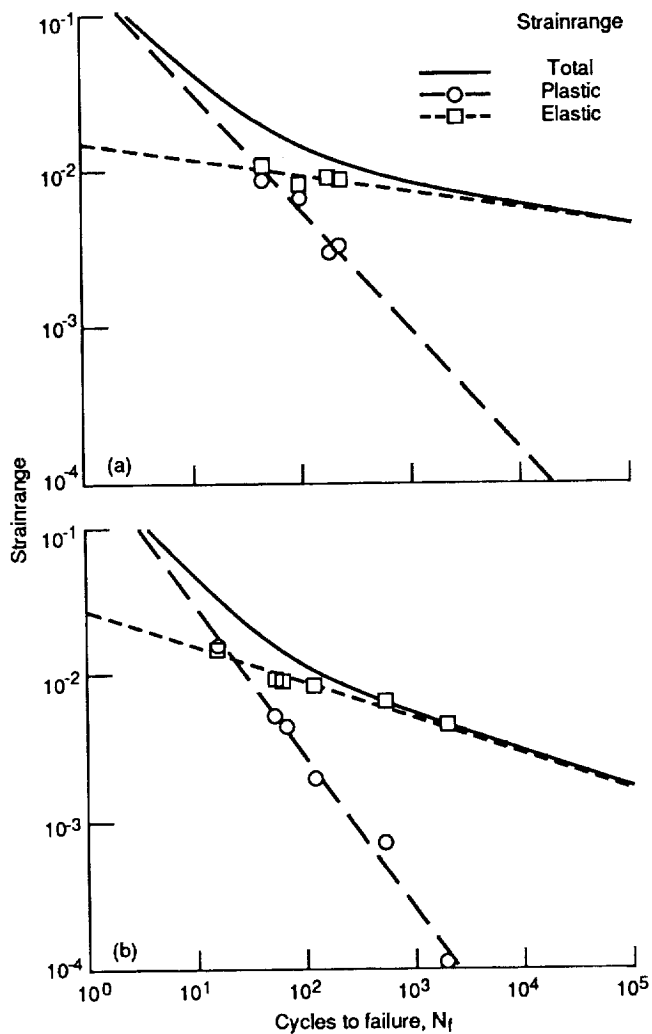 Strainrange
Total
Plastic
Elastic
10⁻¹
10⁻²
10⁻³
10⁻⁴
(a)
Strainrange
10⁻¹
10⁻²
10⁻³
10⁻⁴
(b)
10⁰
10¹
10²
10³
10⁴
10⁵
Cycles to failure, N_f